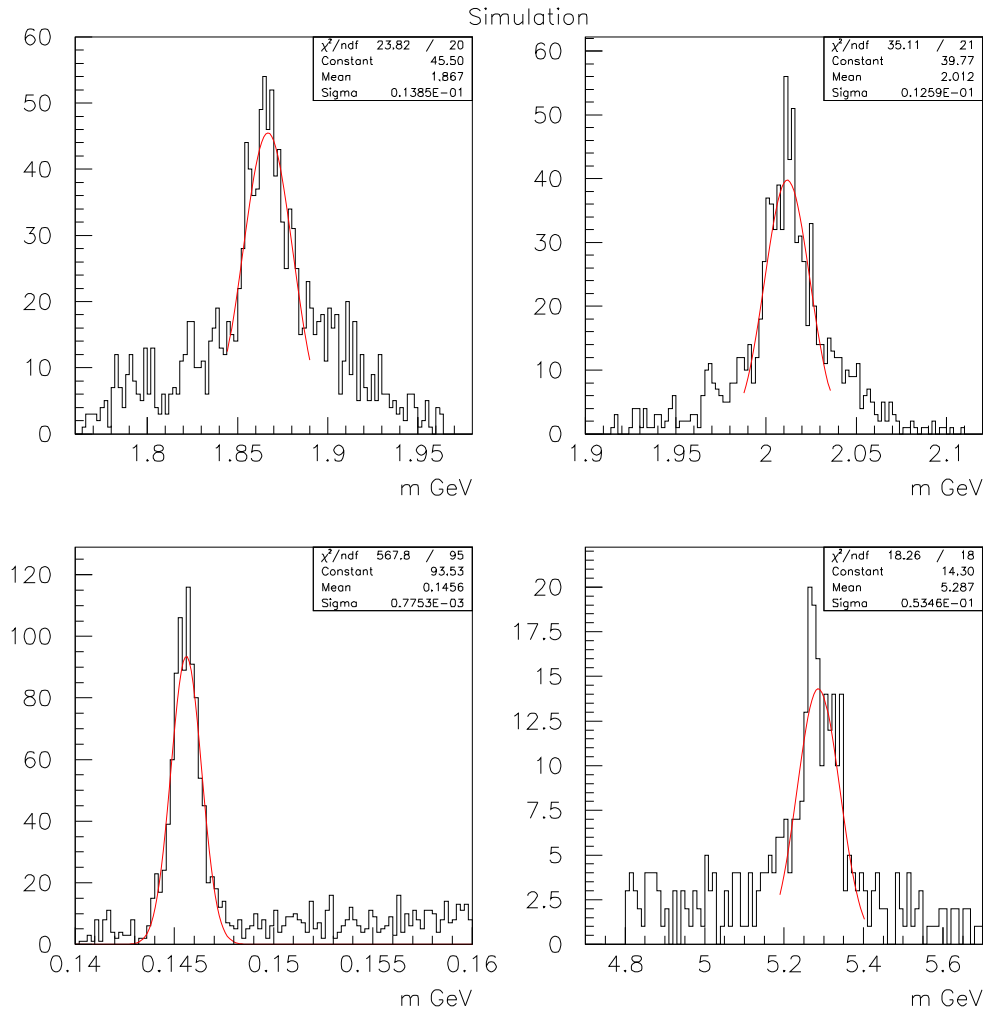 Simulation
χ²/ndf 23.82 / 20
Constant 45.50
Mean 1.867
Sigma 0.1385E-01
60
50
40
30
20
10
0
1.8 1.85 1.9 1.95
m GeV
χ²/ndf 35.11 / 21
Constant 39.77
Mean 2.012
Sigma 0.1259E-01
60
50
40
30
20
10
0
1.9 1.95 2 2.05 2.1
m GeV
χ²/ndf 567.8 / 95
Constant 93.53
Mean 0.1456
Sigma 0.7753E-03
120
100
80
60
40
20
0
0.14 0.145 0.15 0.155 0.16
m GeV
χ²/ndf 18.26 / 18
Constant 14.30
Mean 5.287
Sigma 0.5346E-01
20
17.5
15
12.5
10
7.5
5
2.5
0
4.8 5 5.2 5.4 5.6
m GeV